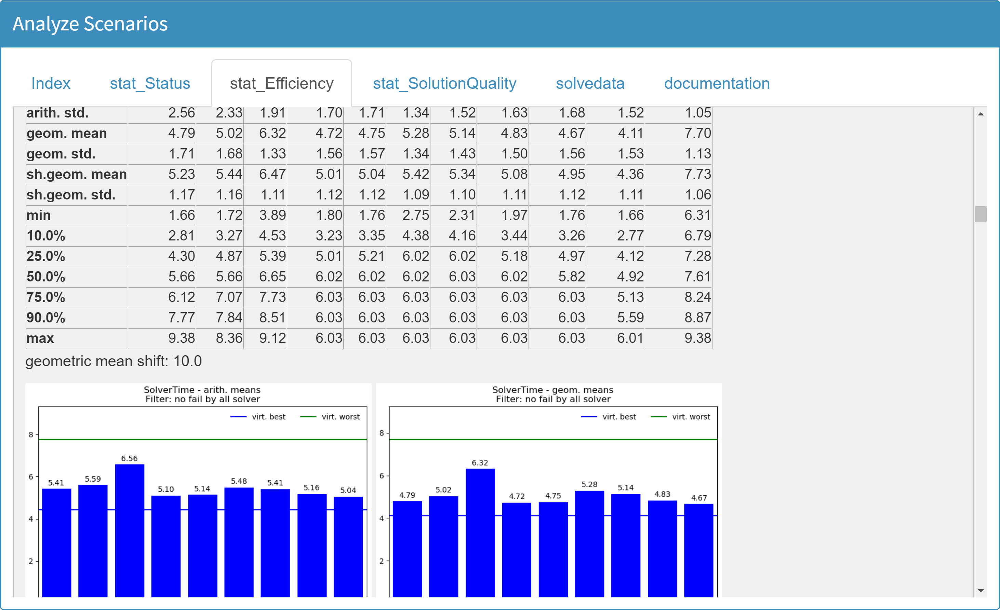 Analyze Scenarios
Index stat_Status stat_Efficiency stat_SolutionQuality solvedata documentation
arith. std. 2.56 2.33 1.91 1.70 1.71 1.34 1.52 1.63 1.68 1.52 1.05
geom. mean 4.79 5.02 6.32 4.72 4.75 5.28 5.14 4.83 4.67 4.11 7.70
geom. std. 1.71 1.68 1.33 1.56 1.57 1.34 1.43 1.50 1.56 1.53 1.13
sh.geom. mean 5.23 5.44 6.47 5.01 5.04 5.42 5.34 5.08 4.95 4.36 7.73
sh.geom. std. 1.17 1.16 1.11 1.12 1.12 1.09 1.10 1.11 1.12 1.11 1.06
min 1.66 1.72 3.89 1.80 1.76 2.75 2.31 1.97 1.76 1.66 6.31
10.0% 2.81 3.27 4.53 3.23 3.35 4.38 4.16 3.44 3.26 2.77 6.79
25.0% 4.30 4.87 5.39 5.01 5.21 6.02 6.02 5.18 4.97 4.12 7.28
50.0% 5.66 5.66 6.65 6.02 6.02 6.02 6.03 6.02 5.82 4.92 7.61
75.0% 6.12 7.07 7.73 6.03 6.03 6.03 6.03 6.03 6.03 5.13 8.24
90.0% 7.77 7.84 8.51 6.03 6.03 6.03 6.03 6.03 6.03 5.59 8.87
max 9.38 8.36 9.12 6.03 6.03 6.03 6.03 6.03 6.03 6.01 9.38
geometric mean shift: 10.0
SolverTime - arith. means
Filter: no fail by all solver
virt. best virt. worst
8
6
4
2
5.41 5.59 6.56 5.10 5.14 5.48 5.41 5.16 5.04
SolverTime - geom. means
Filter: no fail by all solver
virt. best virt. worst
8
6
4
2
4.79 5.02 6.32 4.72 4.75 5.28 5.14 4.83 4.67